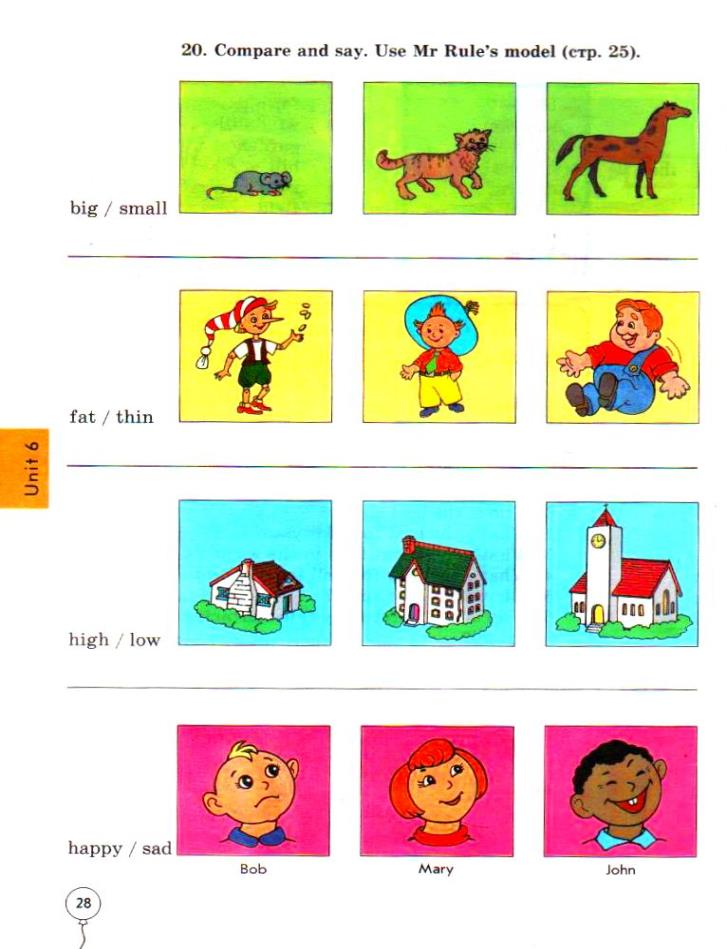 20. Compare and say. Use Mr Rule's model (стр. 25).
big / small
fat / thin
Unit 6
high / low
happy / sad
Bob
Mary
John
28